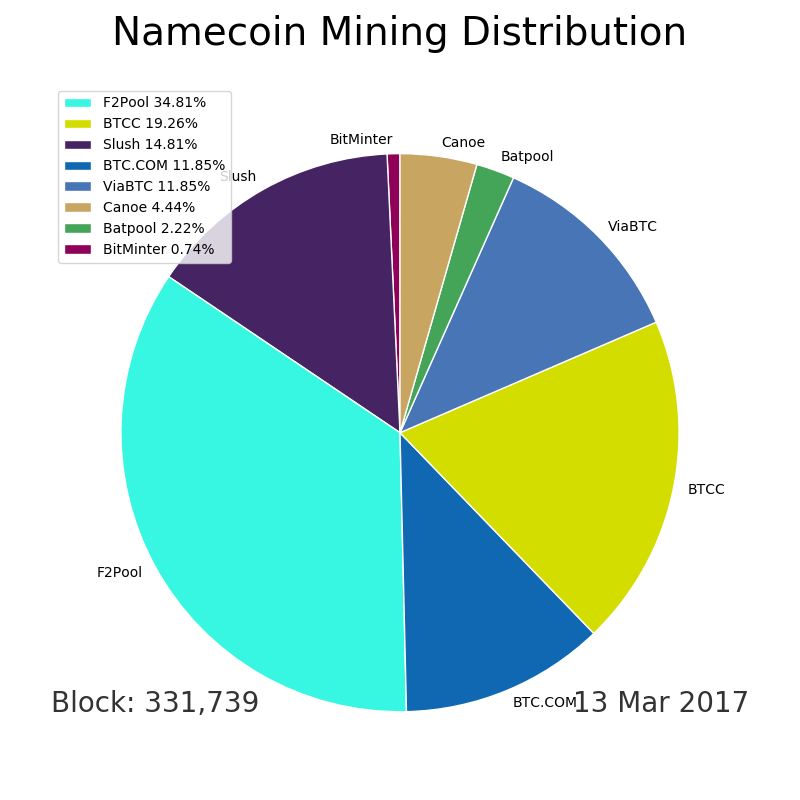 Namecoin Mining Distribution
F2Pool 34.81%
BTCC 19.26%
Slush 14.81%
BTC.COM 11.85%
ViaBTC 11.85%
Canoe 4.44%
Batpool 2.22%
BitMinter 0.74%
BitMinter
Canoe
Batpool
Slush
ViaBTC
BTCC
F2Pool
BTC.COM
Block: 331,739
13 Mar 2017